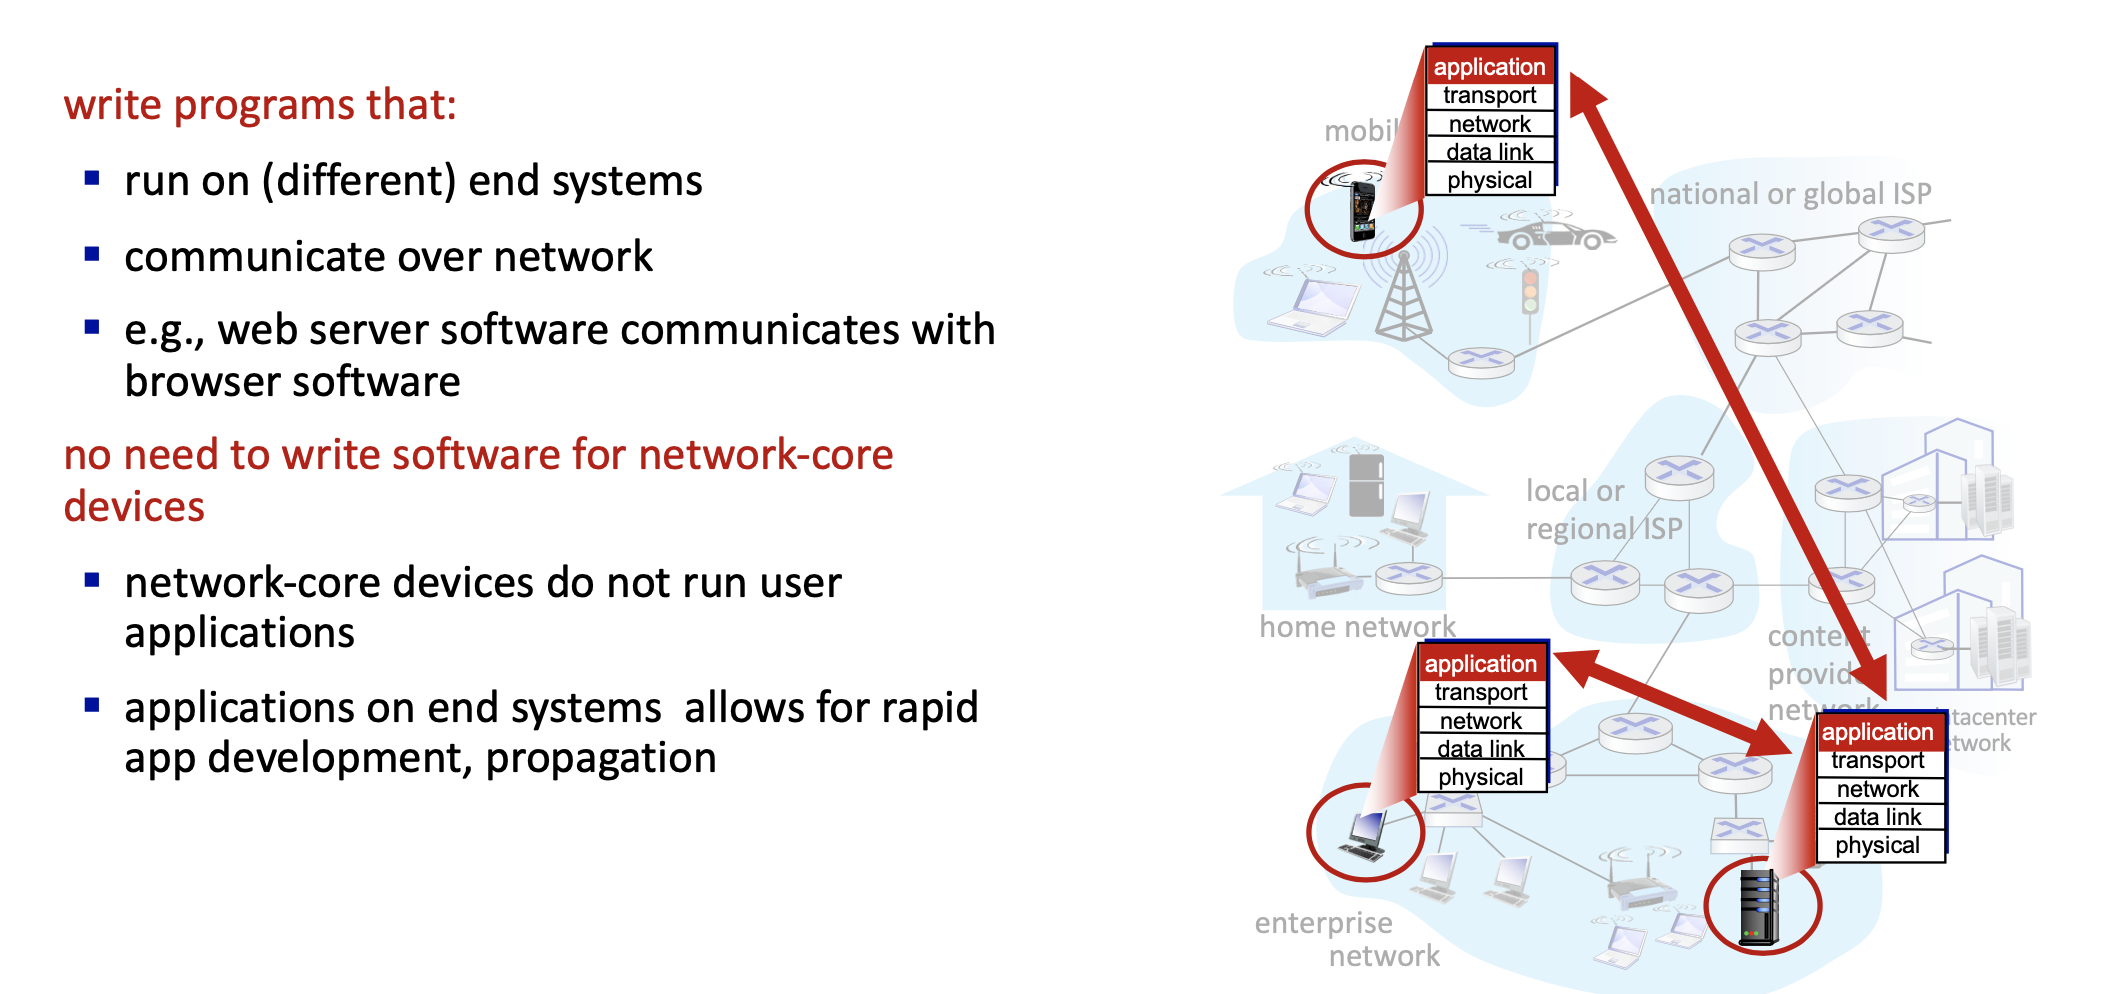 write programs that:
▪ run on (different) end systems
▪ communicate over network
▪ e.g., web server software communicates with
browser software
no need to write software for network-core
devices
▪ network-core devices do not run user
applications
▪ applications on end systems  allows for rapid
app development, propagation
application
transport
network
data link
physical
national or global ISP
local or
regional ISP
home network
content
network
application
transport
network
data link
physical
application
transport
network
data link
physical
enterprise
network